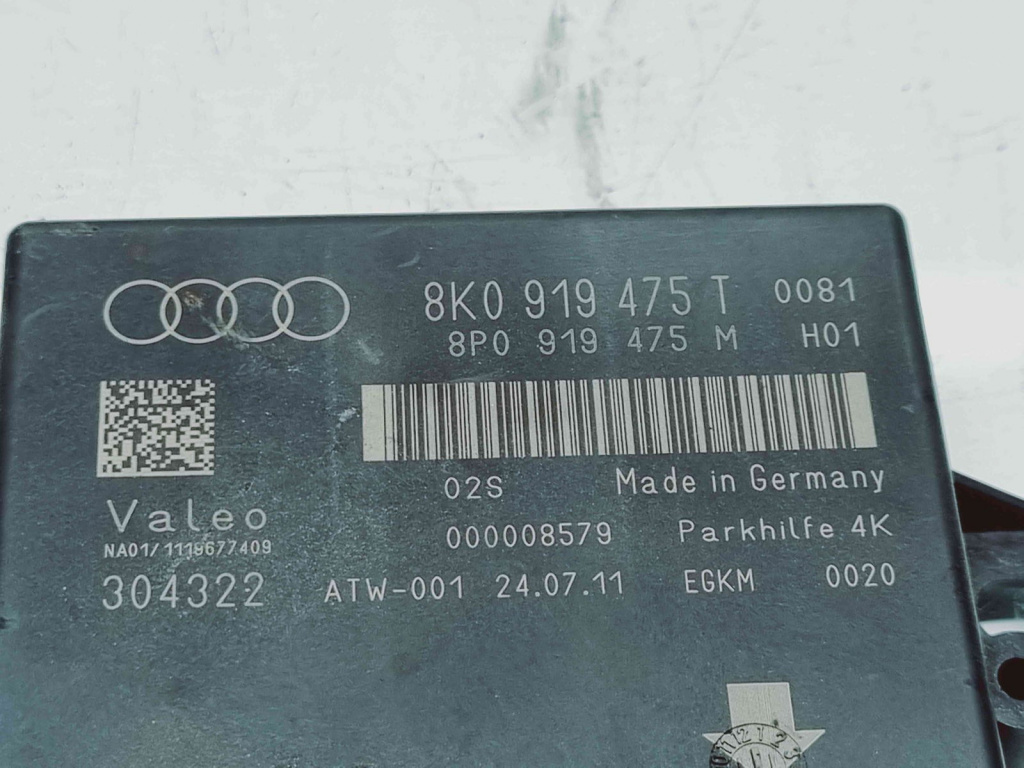 8K0 919 475 T 0081
8P0 919 475 M H01
02S Made in Germany
Valeo
000008579 Parkhilfe 4K
NA01/1119677409
304322 ATW-001 24.07.11 EGKM 0020